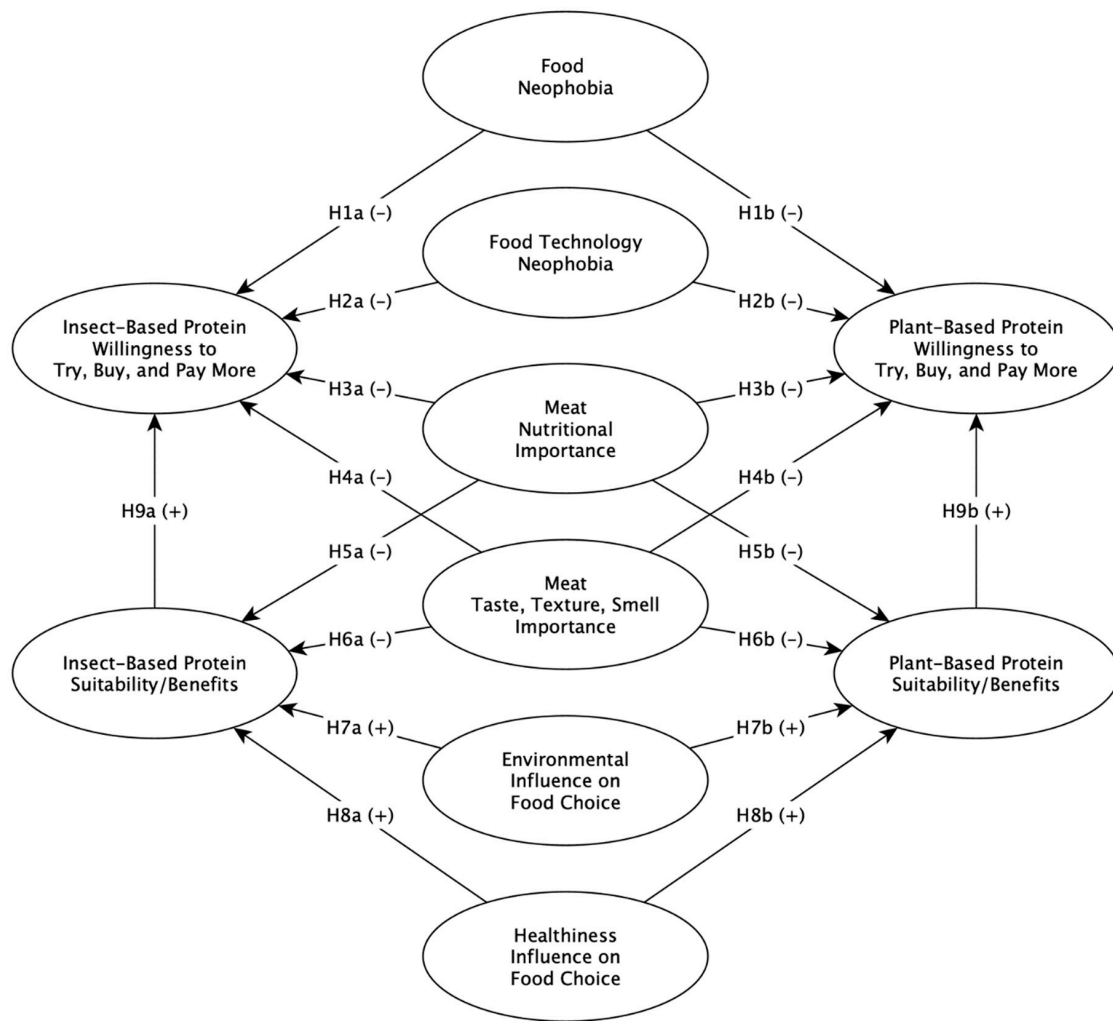 Food
Neophobia
H1a (–)
H1b (–)
Food Technology
Neophobia
H2a (–)
H2b (–)
Insect–Based Protein
Willingness to
Try, Buy, and Pay More
Plant–Based Protein
Willingness to
Try, Buy, and Pay More
H3a (–)
H3b (–)
Meat
Nutritional
Importance
H4a (–)
H4b (–)
H9a (+)
H9b (+)
H5a (–)
H5b (–)
Meat
Taste, Texture, Smell
Importance
H6a (–)
H6b (–)
Insect–Based Protein
Suitability/Benefits
Plant–Based Protein
Suitability/Benefits
H7a (+)
H7b (+)
Environmental
Influence on
Food Choice
H8a (+)
H8b (+)
Healthiness
Influence on
Food Choice